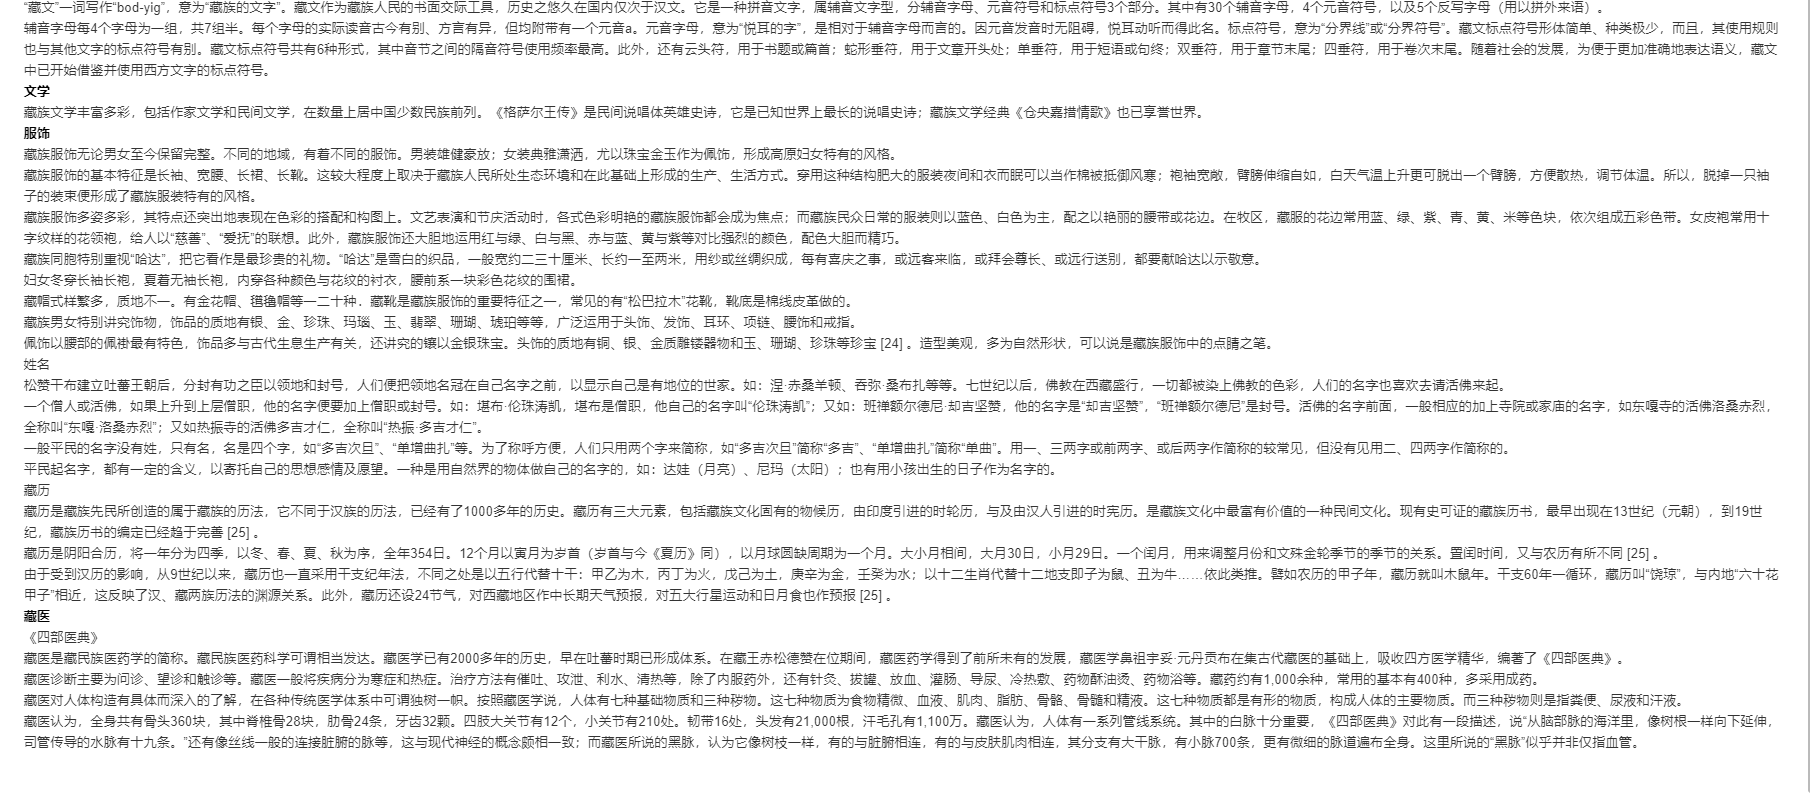 “藏文”一词写作“bod-yig”，意为“藏族的文字”。藏文作为藏族人民的书面交际工具，历史之悠久在国内仅次于汉文。它是一种拼音文字，属辅音文字型，分辅音字母、元音符号和标点符号3个部分。其中有30个辅音字母，4个元音符号，以及5个反写字母（用以拼外来语）。
辅音字母每4个字母为一组，共7组半。每个字母的实际读音古今有别、方言有异，但均附带有一个元音a。元音字母，意为“悦耳的字”，是相对于辅音字母而言的。因元音发音时无阻碍，悦耳动听而得此名。标点符号，意为“分界线”或“分界符号”。藏文标点符号形体简单、种类极少，而且，其使用规则
也与其他文字的标点符号有别。藏文标点符号共有6种形式，其中音节之间的隔音符号使用频率最高。此外，还有云头符，用于书题或篇首；蛇形垂符，用于文章开头处；单垂符，用于短语或句终；双垂符，用于章节末尾；四垂符，用于卷次末尾。随着社会的发展，为便于更加准确地表达语义，藏文
中已开始借鉴并使用西方文字的标点符号。
文学
藏族文学丰富多彩，包括作家文学和民间文学，在数量上居中国少数民族前列。《格萨尔王传》是民间说唱体英雄史诗，它是已知世界上最长的说唱史诗；藏族文学经典《仓央嘉措情歌》也已享誉世界。
服饰
藏族服饰无论男女至今保留完整。不同的地域，有着不同的服饰。男装雄健豪放；女装典雅潇洒，尤以珠宝金玉作为佩饰，形成高原妇女特有的风格。
藏族服饰的基本特征是长袖、宽腰、长裙、长靴。这较大程度上取决于藏族人民所处生态环境和在此基础上形成的生产、生活方式。穿用这种结构肥大的服装夜间和衣而眠可以当作棉被抵御风寒；袍袖宽敞，臂膀伸缩自如，白天气温上升更可脱出一个臂膀，方便散热，调节体温。所以，脱掉一只袖
子的装束便形成了藏族服装特有的风格。
藏族服饰多姿多彩，其特点还突出地表现在色彩的搭配和构图上。文艺表演和节庆活动时，各式色彩明艳的藏族服饰都会成为焦点；而藏族民众日常的服装则以蓝色、白色为主，配之以艳丽的腰带或花边。在牧区，藏服的花边常用蓝、绿、紫、青、黄、米等色块，依次组成五彩色带。女皮袍常用十
字纹样的花领袍，给人以“慈善”、“爱抚”的联想。此外，藏族服饰还大胆地运用红与绿、白与黑、赤与蓝、黄与紫等对比强烈的颜色，配色大胆而精巧。
藏族同胞特别重视“哈达”，把它看作是最珍贵的礼物。“哈达”是雪白的织品，一般宽约二三十厘米、长约一至两米，用纱或丝绸织成，每有喜庆之事，或远客来临，或拜会尊长、或远行送别，都要献哈达以示敬意。
妇女冬穿长袖长袍，夏着无袖长袍，内穿各种颜色与花纹的衬衣，腰前系一块彩色花纹的围裙。
藏帽式样繁多，质地不一。有金花帽、氆氇帽等一二十种．藏靴是藏族服饰的重要特征之一，常见的有“松巴拉木”花靴，靴底是棉线皮革做的。
藏族男女特别讲究饰物，饰品的质地有银、金、珍珠、玛瑙、玉、翡翠、珊瑚、琥珀等等，广泛运用于头饰、发饰、耳环、项链、腰饰和戒指。
佩饰以腰部的佩褂最有特色，饰品多与古代生息生产有关，还讲究的镶以金银珠宝。头饰的质地有铜、银、金质雕镂器物和玉、珊瑚、珍珠等珍宝 [24] 。造型美观，多为自然形状，可以说是藏族服饰中的点睛之笔。
姓名
松赞干布建立吐蕃王朝后，分封有功之臣以领地和封号，人们便把领地名冠在自己名字之前，以显示自己是有地位的世家。如：涅·赤桑羊顿、吞弥·桑布扎等等。七世纪以后，佛教在西藏盛行，一切都被染上佛教的色彩，人们的名字也喜欢去请活佛来起。
一个僧人或活佛，如果上升到上层僧职，他的名字便要加上僧职或封号。如：堪布·伦珠涛凯，堪布是僧职，他自己的名字叫“伦珠涛凯”；又如：班禅额尔德尼·却吉坚赞，他的名字是“却吉坚赞”，“班禅额尔德尼”是封号。活佛的名字前面，一般相应的加上寺院或家庙的名字，如东嘎寺的活佛洛桑赤烈，
全称叫“东嘎·洛桑赤烈”；又如热振寺的活佛多吉才仁，全称叫“热振·多吉才仁”。
一般平民的名字没有姓，只有名，名是四个字，如“多吉次旦”、“单增曲扎”等。为了称呼方便，人们只用两个字来简称，如“多吉次旦”简称“多吉”、“单增曲扎”简称“单曲”。用一、三两字或前两字、或后两字作简称的较常见，但没有见用二、四两字作简称的。
平民起名字，都有一定的含义，以寄托自己的思想感情及愿望。一种是用自然界的物体做自己的名字的，如：达娃（月亮）、尼玛（太阳）；也有用小孩出生的日子作为名字的。
藏历
藏历是藏族先民所创造的属于藏族的历法，它不同于汉族的历法，已经有了1000多年的历史。藏历有三大元素，包括藏族文化固有的物候历，由印度引进的时轮历，与及由汉人引进的时宪历。是藏族文化中最富有价值的一种民间文化。现有史可证的藏族历书，最早出现在13世纪（元朝），到19世
纪，藏族历书的编定已经趋于完善 [25] 。
藏历是阴阳合历，将一年分为四季，以冬、春、夏、秋为序，全年354日。12个月以寅月为岁首（岁首与今《夏历》同），以月球圆缺周期为一个月。大小月相间，大月30日，小月29日。一个闰月，用来调整月份和文殊金轮季节的季节的关系。置闰时间，又与农历有所不同 [25] 。
由于受到汉历的影响，从9世纪以来，藏历也一直采用干支纪年法，不同之处是以五行代替十干：甲乙为木，丙丁为火，戊己为土，庚辛为金，壬癸为水；以十二生肖代替十二地支即子为鼠、丑为牛……依此类推。譬如农历的甲子年，藏历就叫木鼠年。干支60年一循环，藏历叫“饶琼”，与内地“六十花
甲子”相近，这反映了汉、藏两族历法的渊源关系。此外，藏历还设24节气，对西藏地区作中长期天气预报，对五大行星运动和日月食也作预报 [25] 。
藏医
《四部医典》
藏医是藏民族医药学的简称。藏民族医药科学可谓相当发达。藏医学已有2000多年的历史，早在吐蕃时期已形成体系。在藏王赤松德赞在位期间，藏医药学得到了前所未有的发展，藏医学鼻祖宇妥·元丹贡布在集古代藏医的基础上，吸收四方医学精华，编著了《四部医典》。
藏医诊断主要为问诊、望诊和触诊等。藏医一般将疾病分为寒症和热症。治疗方法有催吐、攻泄、利水、清热等，除了内服药外，还有针灸、拔罐、放血、灌肠、导尿、冷热敷、药物酥油烫、药物浴等。藏药约有1,000余种，常用的基本有400种，多采用成药。
藏医对人体构造有具体而深入的了解，在各种传统医学体系中可谓独树一帜。按照藏医学说，人体有七种基础物质和三种秽物。这七种物质为食物精微、血液、肌肉、脂肪、骨骼、骨髓和精液。这七种物质都是有形的物质，构成人体的主要物质。而三种秽物则是指粪便、尿液和汗液。
藏医认为，全身共有骨头360块，其中脊椎骨28块，肋骨24条，牙齿32颗。四肢大关节有12个，小关节有210处。韧带16处，头发有21,000根，汗毛孔有1,100万。藏医认为，人体有一系列管线系统。其中的白脉十分重要，《四部医典》对此有一段描述，说“从脑部脉的海洋里，像树根一样向下延伸，
司管传导的水脉有十九条。”还有像丝线一般的连接脏腑的脉等，这与现代神经的概念颇相一致；而藏医所说的黑脉，认为它像树枝一样，有的与脏腑相连，有的与皮肤肌肉相连，其分支有大干脉，有小脉700条，更有微细的脉道遍布全身。这里所说的“黑脉”似乎并非仅指血管。